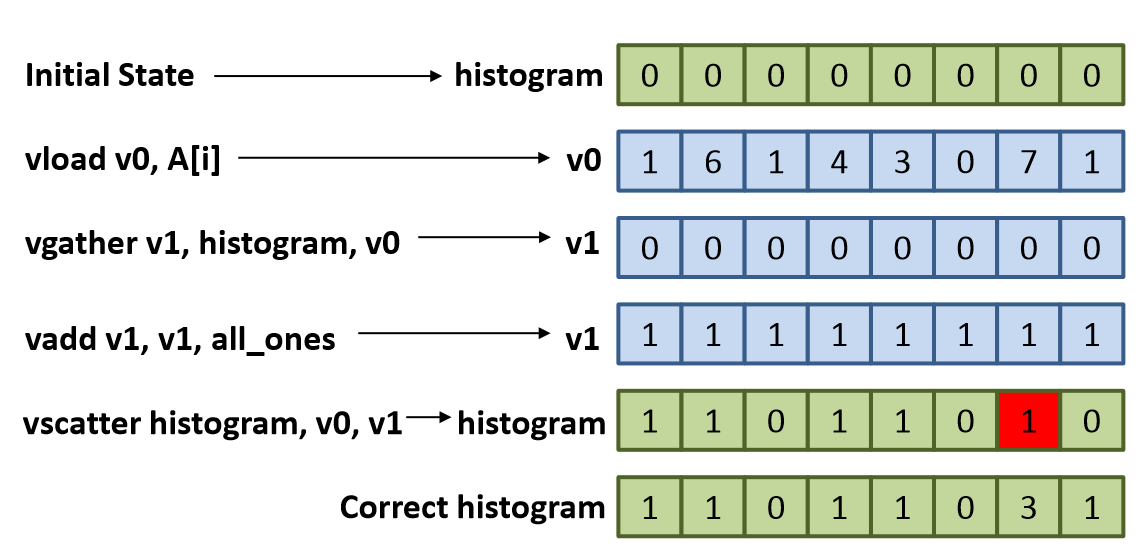 Initial State histogram 0 0 0 0 0 0 0 0
vload v0, A[i] v0 1 6 1 4 3 0 7 1
vgather v1, histogram, v0 v1 0 0 0 0 0 0 0 0
vadd v1, v1, all_ones v1 1 1 1 1 1 1 1 1
vscatter histogram, v0, v1 histogram 1 1 0 1 1 0 1 0
Correct histogram 1 1 0 1 1 0 3 1